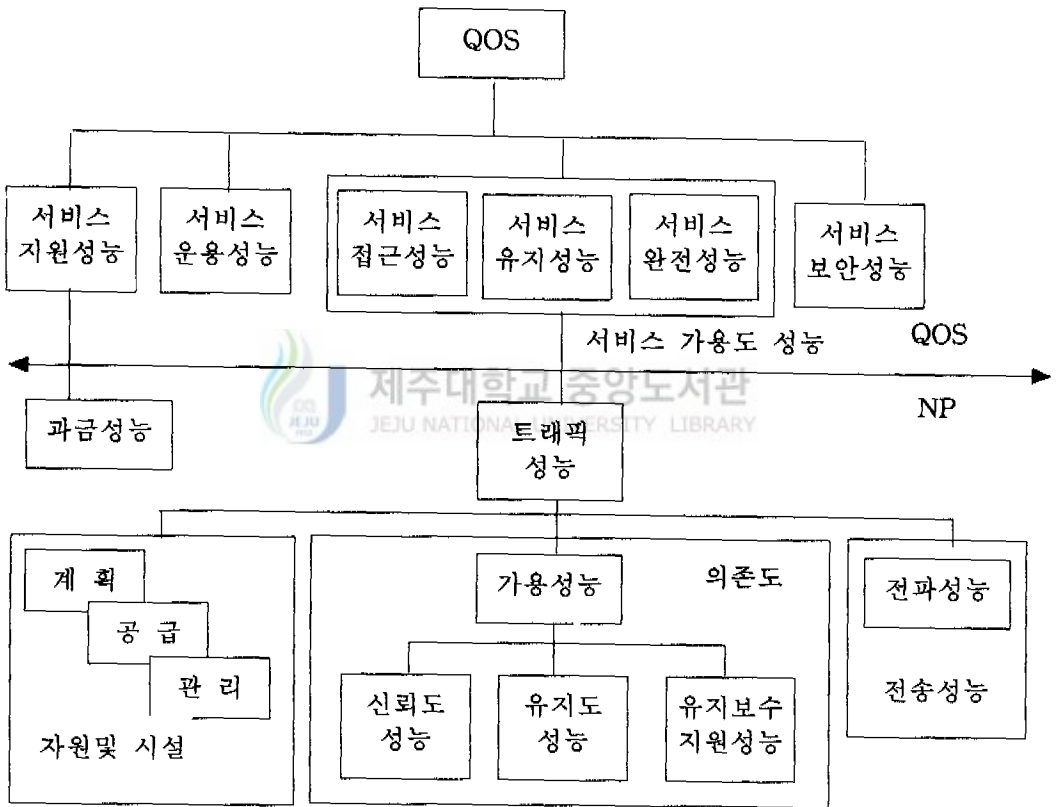 QOS
서비스
지원성능
서비스
운용성능
서비스
접근성능
서비스
유지성능
서비스
완전성능
서비스
보안성능
서비스 가용도 성능
QOS
제주대학교 중앙도서관
JEJU NATIONAL UNIVERSITY LIBRARY
NP
과금성능
트래픽
성능
계 획
공 급
관 리
자원및 시설
가용성능
의존도
신뢰도
성능
유지도
성능
유지보수
지원성능
전파성능
전송성능